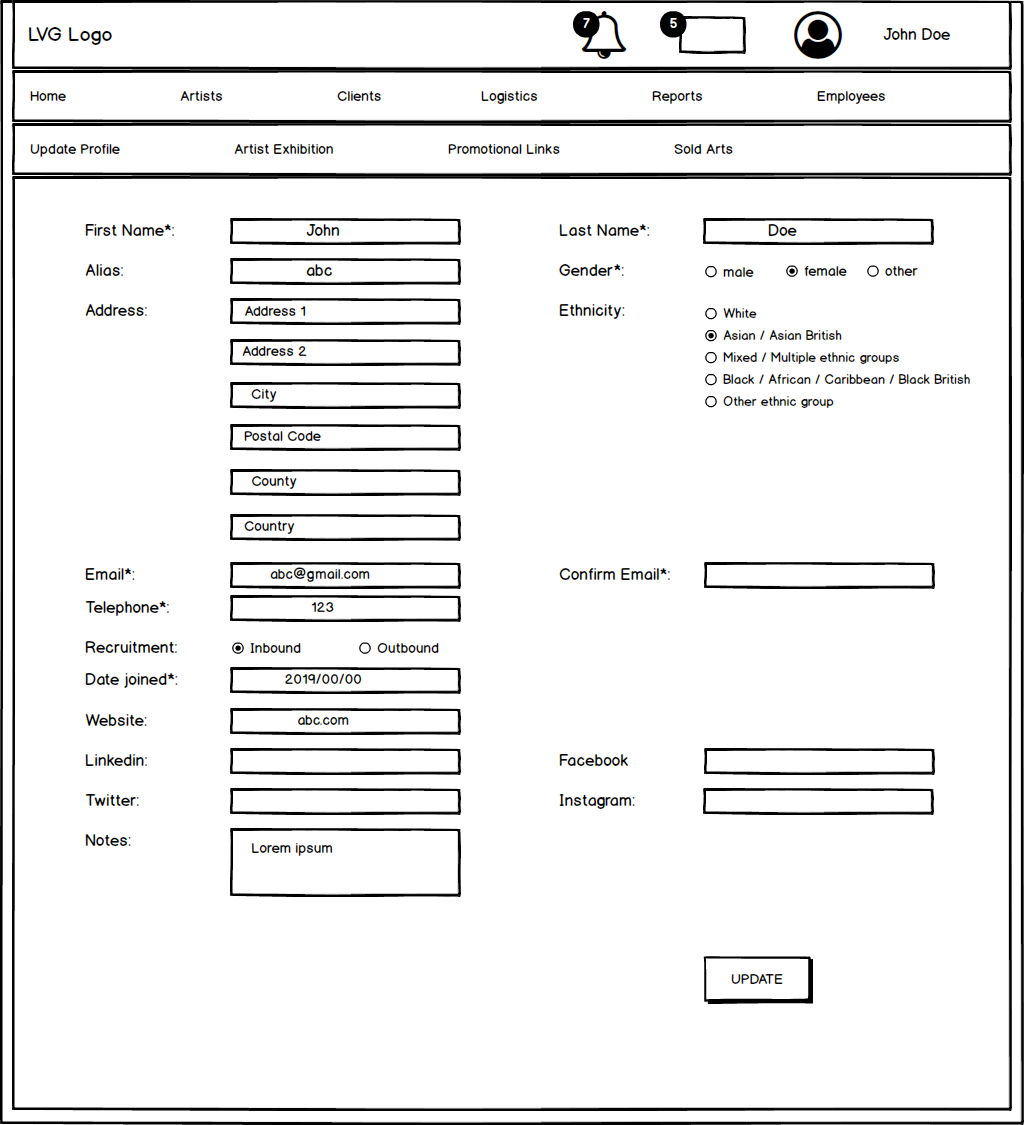 LVG Logo 7 5 John Doe
Home Artists Clients Logistics Reports Employees
Update Profile Artist Exhibition Promotional Links Sold Arts
First Name*: John Last Name*: Doe
Alias: abc Gender*: male female other
Address: Address 1 Ethnicity: White
Asian / Asian British
Address 2 Mixed / Multiple ethnic groups
Black / African / Caribbean / Black British
City Other ethnic group
Postal Code
County
Country
Email*: abc@gmail.com Confirm Email*:
Telephone*: 123
Recruitment: Inbound Outbound
Date joined*: 2019/00/00
Website: abc.com
Linkedin: Facebook
Twitter: Instagram:
Notes: Lorem ipsum
UPDATE